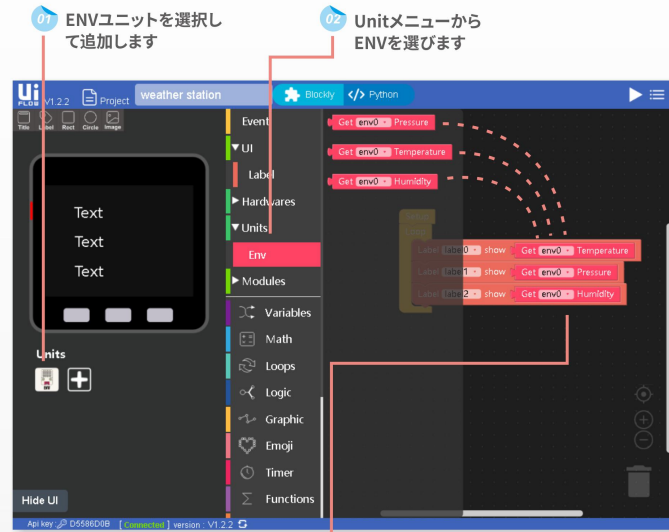 01 ENVユニットを選択し
て追加します
02 Unitメニューから
ENVを選びます
Ui
FLOW V1.2.2 Project weather station Blockly </> Python
Title Label Rect Circle Image
Text
Text
Text
Units
ENV
Hide UI
Event
UI
Label
Hardwares
Units
Env
Modules
Variables
Math
Loops
Logic
Graphic
Emoji
Timer
Functions
Get env0 Pressure
Get env0 Temperature
Get env0 Humidity
Setup
Loop
Label label0 show Get env0 Temperature
Label label1 show Get env0 Pressure
Label label2 show Get env0 Humidity
Api key : D5586D0B [ Connected ] version : V1.2.2